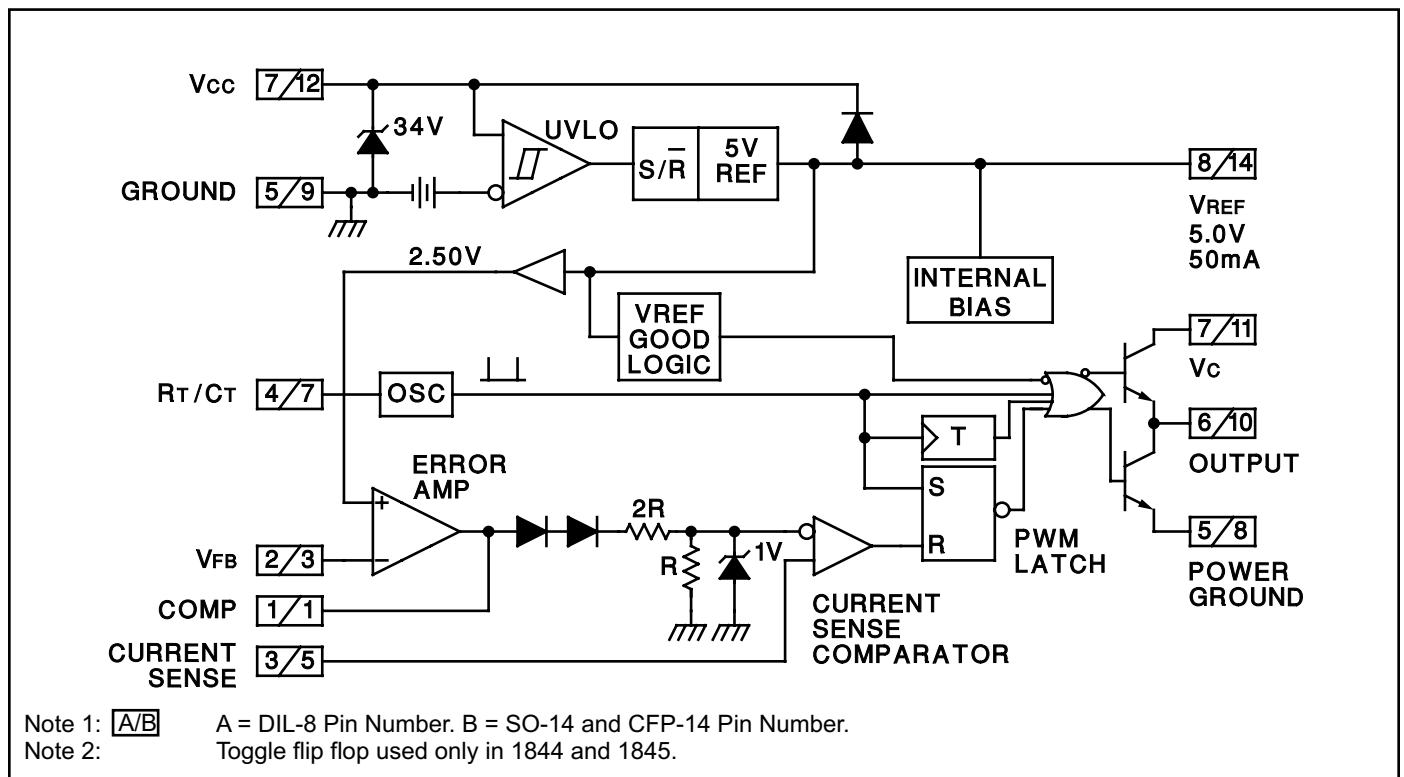 Vcc 7/12
34V
UVLO
S/R̅
5V
REF
GROUND 5/9
8/14
VREF
5.0V
50mA
2.50V
INTERNAL
BIAS
VREF
GOOD
LOGIC
7/11
Vc
RT/CT 4/7
OSC
T
6/10
OUTPUT
ERROR
AMP
+
−
S
R
2R
R
1V
PWM
LATCH
VFB 2/3
5/8
POWER
GROUND
COMP 1/1
CURRENT
SENSE
COMPARATOR
CURRENT
SENSE
3/5
Note 1: A/B A = DIL-8 Pin Number. B = SO-14 and CFP-14 Pin Number.
Note 2: Toggle flip flop used only in 1844 and 1845.